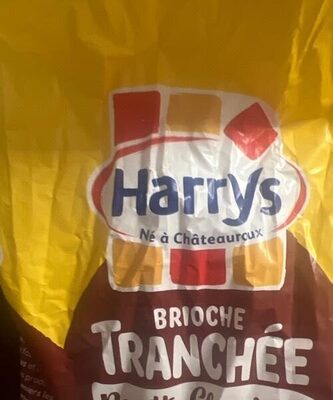 Harrys
Né à Châteauroux
BRIOCHE
TRANCHÉE